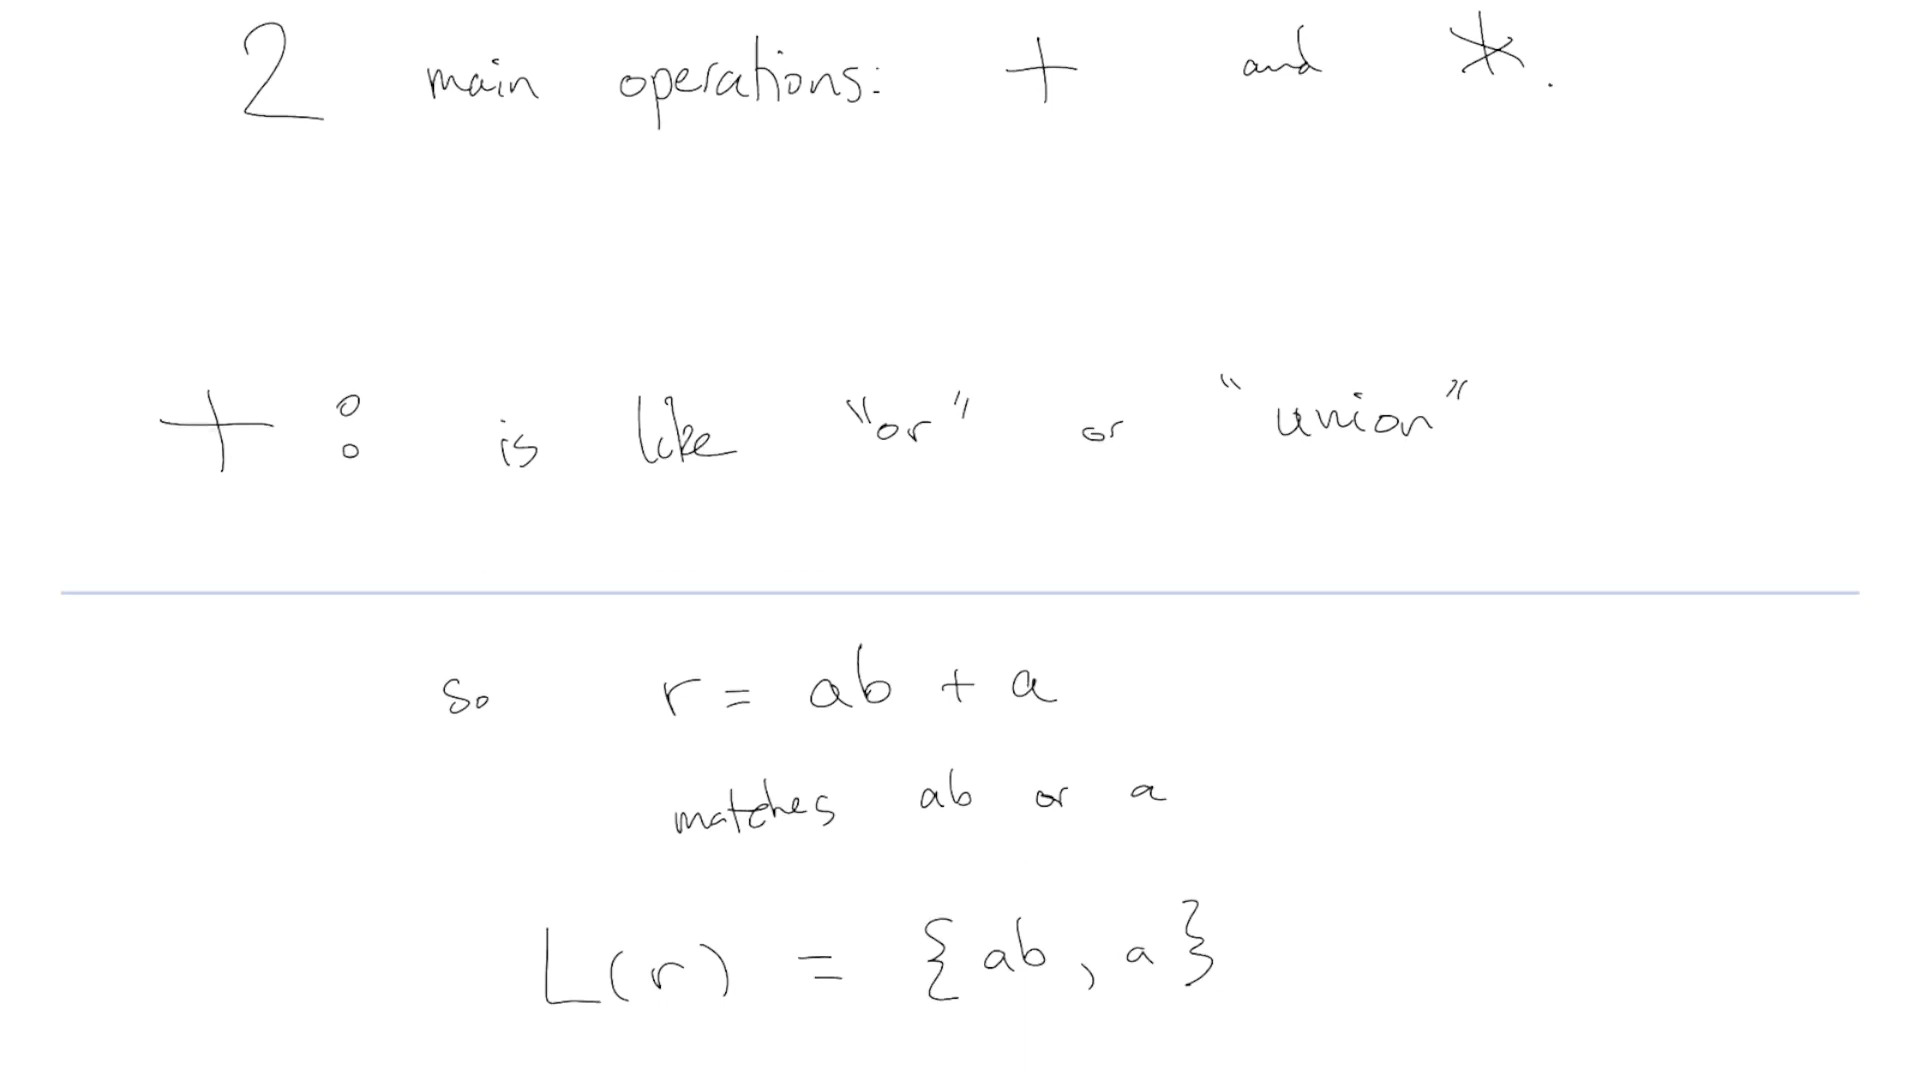 2 main operations: + and *.
+ : is like "or" or "union"
so r = ab + a
matches ab or a
L(r) = {ab, a}